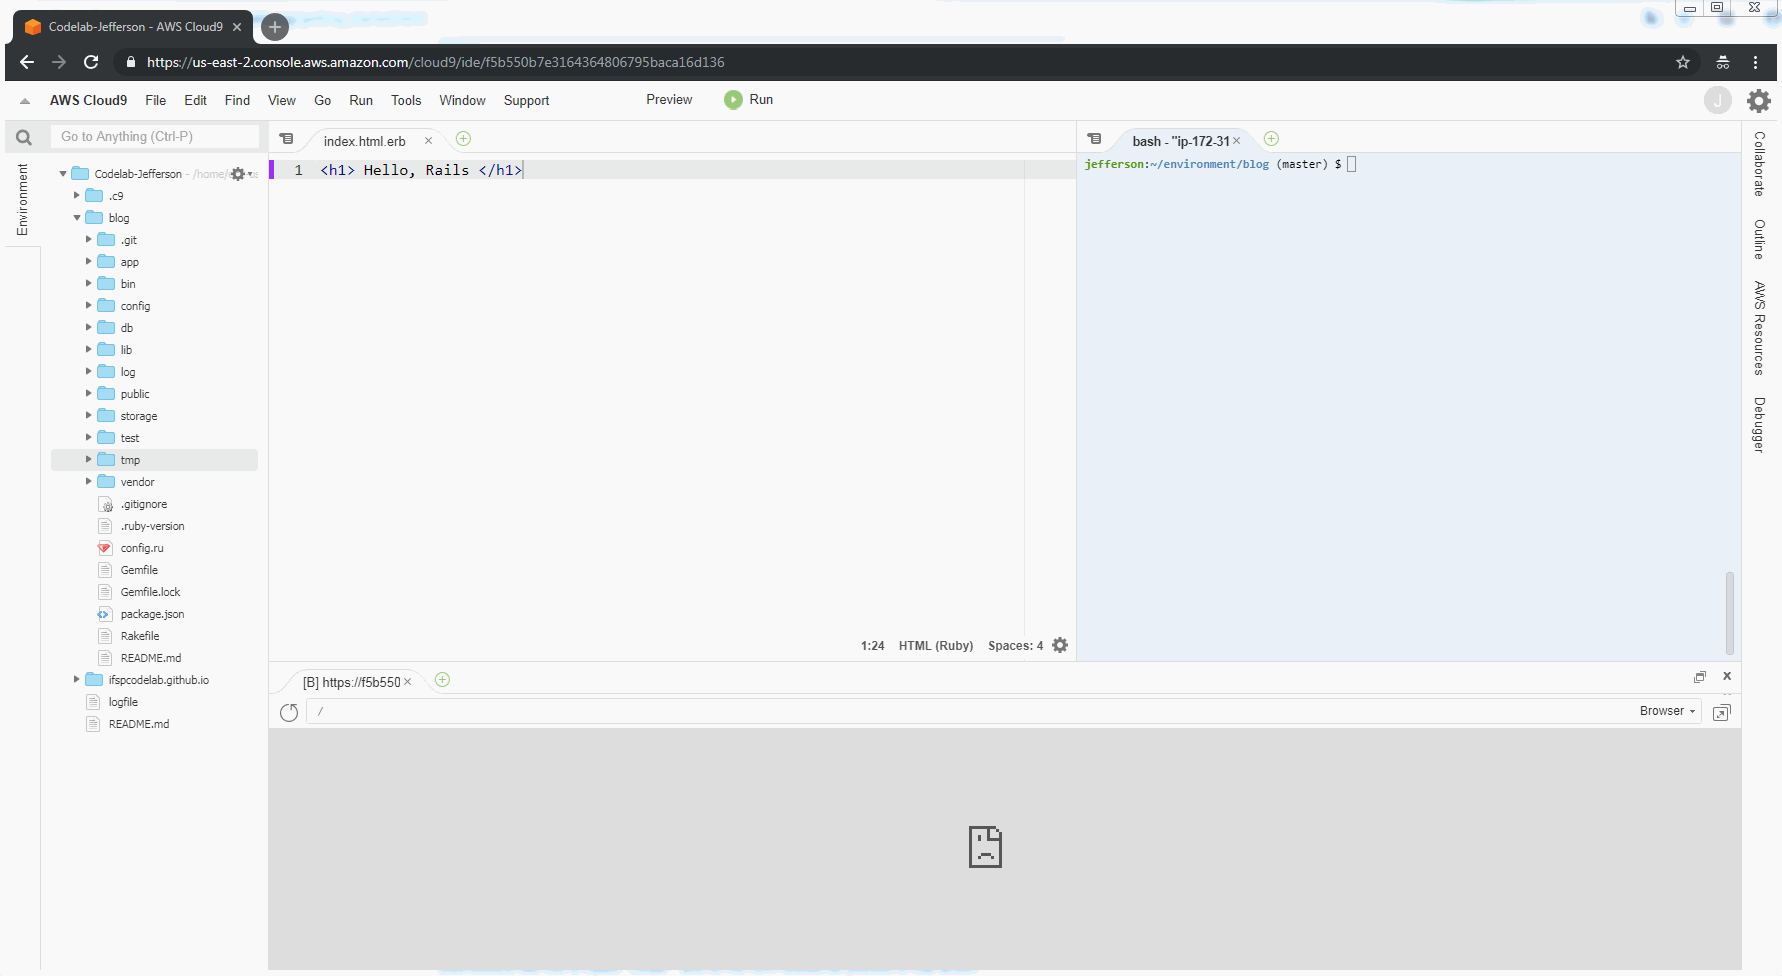 Codelab-Jefferson - AWS Cloud9
https://us-east-2.console.aws.amazon.com/cloud9/ide/f5b550b7e3164364806795baca16d136
AWS Cloud9 File Edit Find View Go Run Tools Window Support Preview Run J
Go to Anything (Ctrl-P)
Environment
Codelab-Jefferson - /home/
.c9
blog
.git
app
bin
config
db
lib
log
public
storage
test
tmp
vendor
.gitignore
.ruby-version
config.ru
Gemfile
Gemfile.lock
package.json
Rakefile
README.md
ifspcodelab.github.io
logfile
README.md
index.html.erb
1 <h1> Hello, Rails </h1>
1:24 HTML (Ruby) Spaces: 4
bash - "ip-172-31
jefferson:~/environment/blog (master) $
[B] https://f5b550
/
Browser
Collaborate
Outline
AWS Resources
Debugger